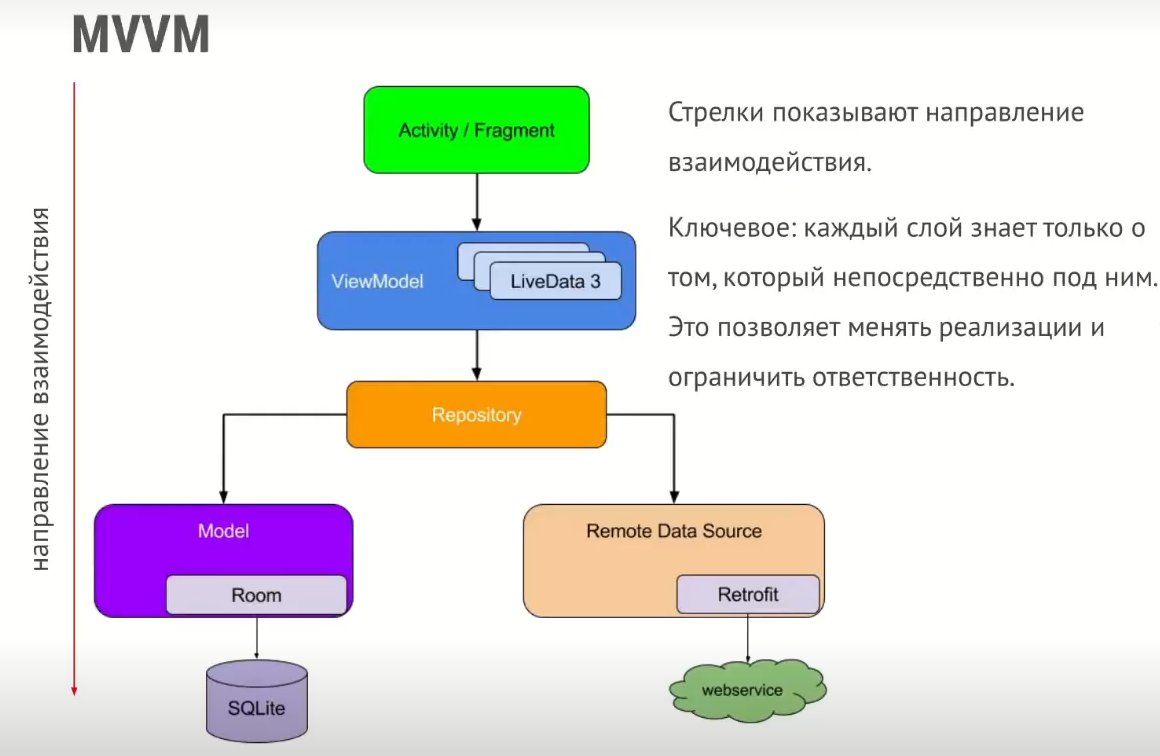 MVVM
направление взаимодействия
Activity / Fragment
ViewModel
LiveData 3
Repository
Model
Room
SQLite
Remote Data Source
Retrofit
webservice
Стрелки показывают направление
взаимодействия.
Ключевое: каждый слой знает только о
том, который непосредственно под ним.
Это позволяет менять реализации и
ограничить ответственность.